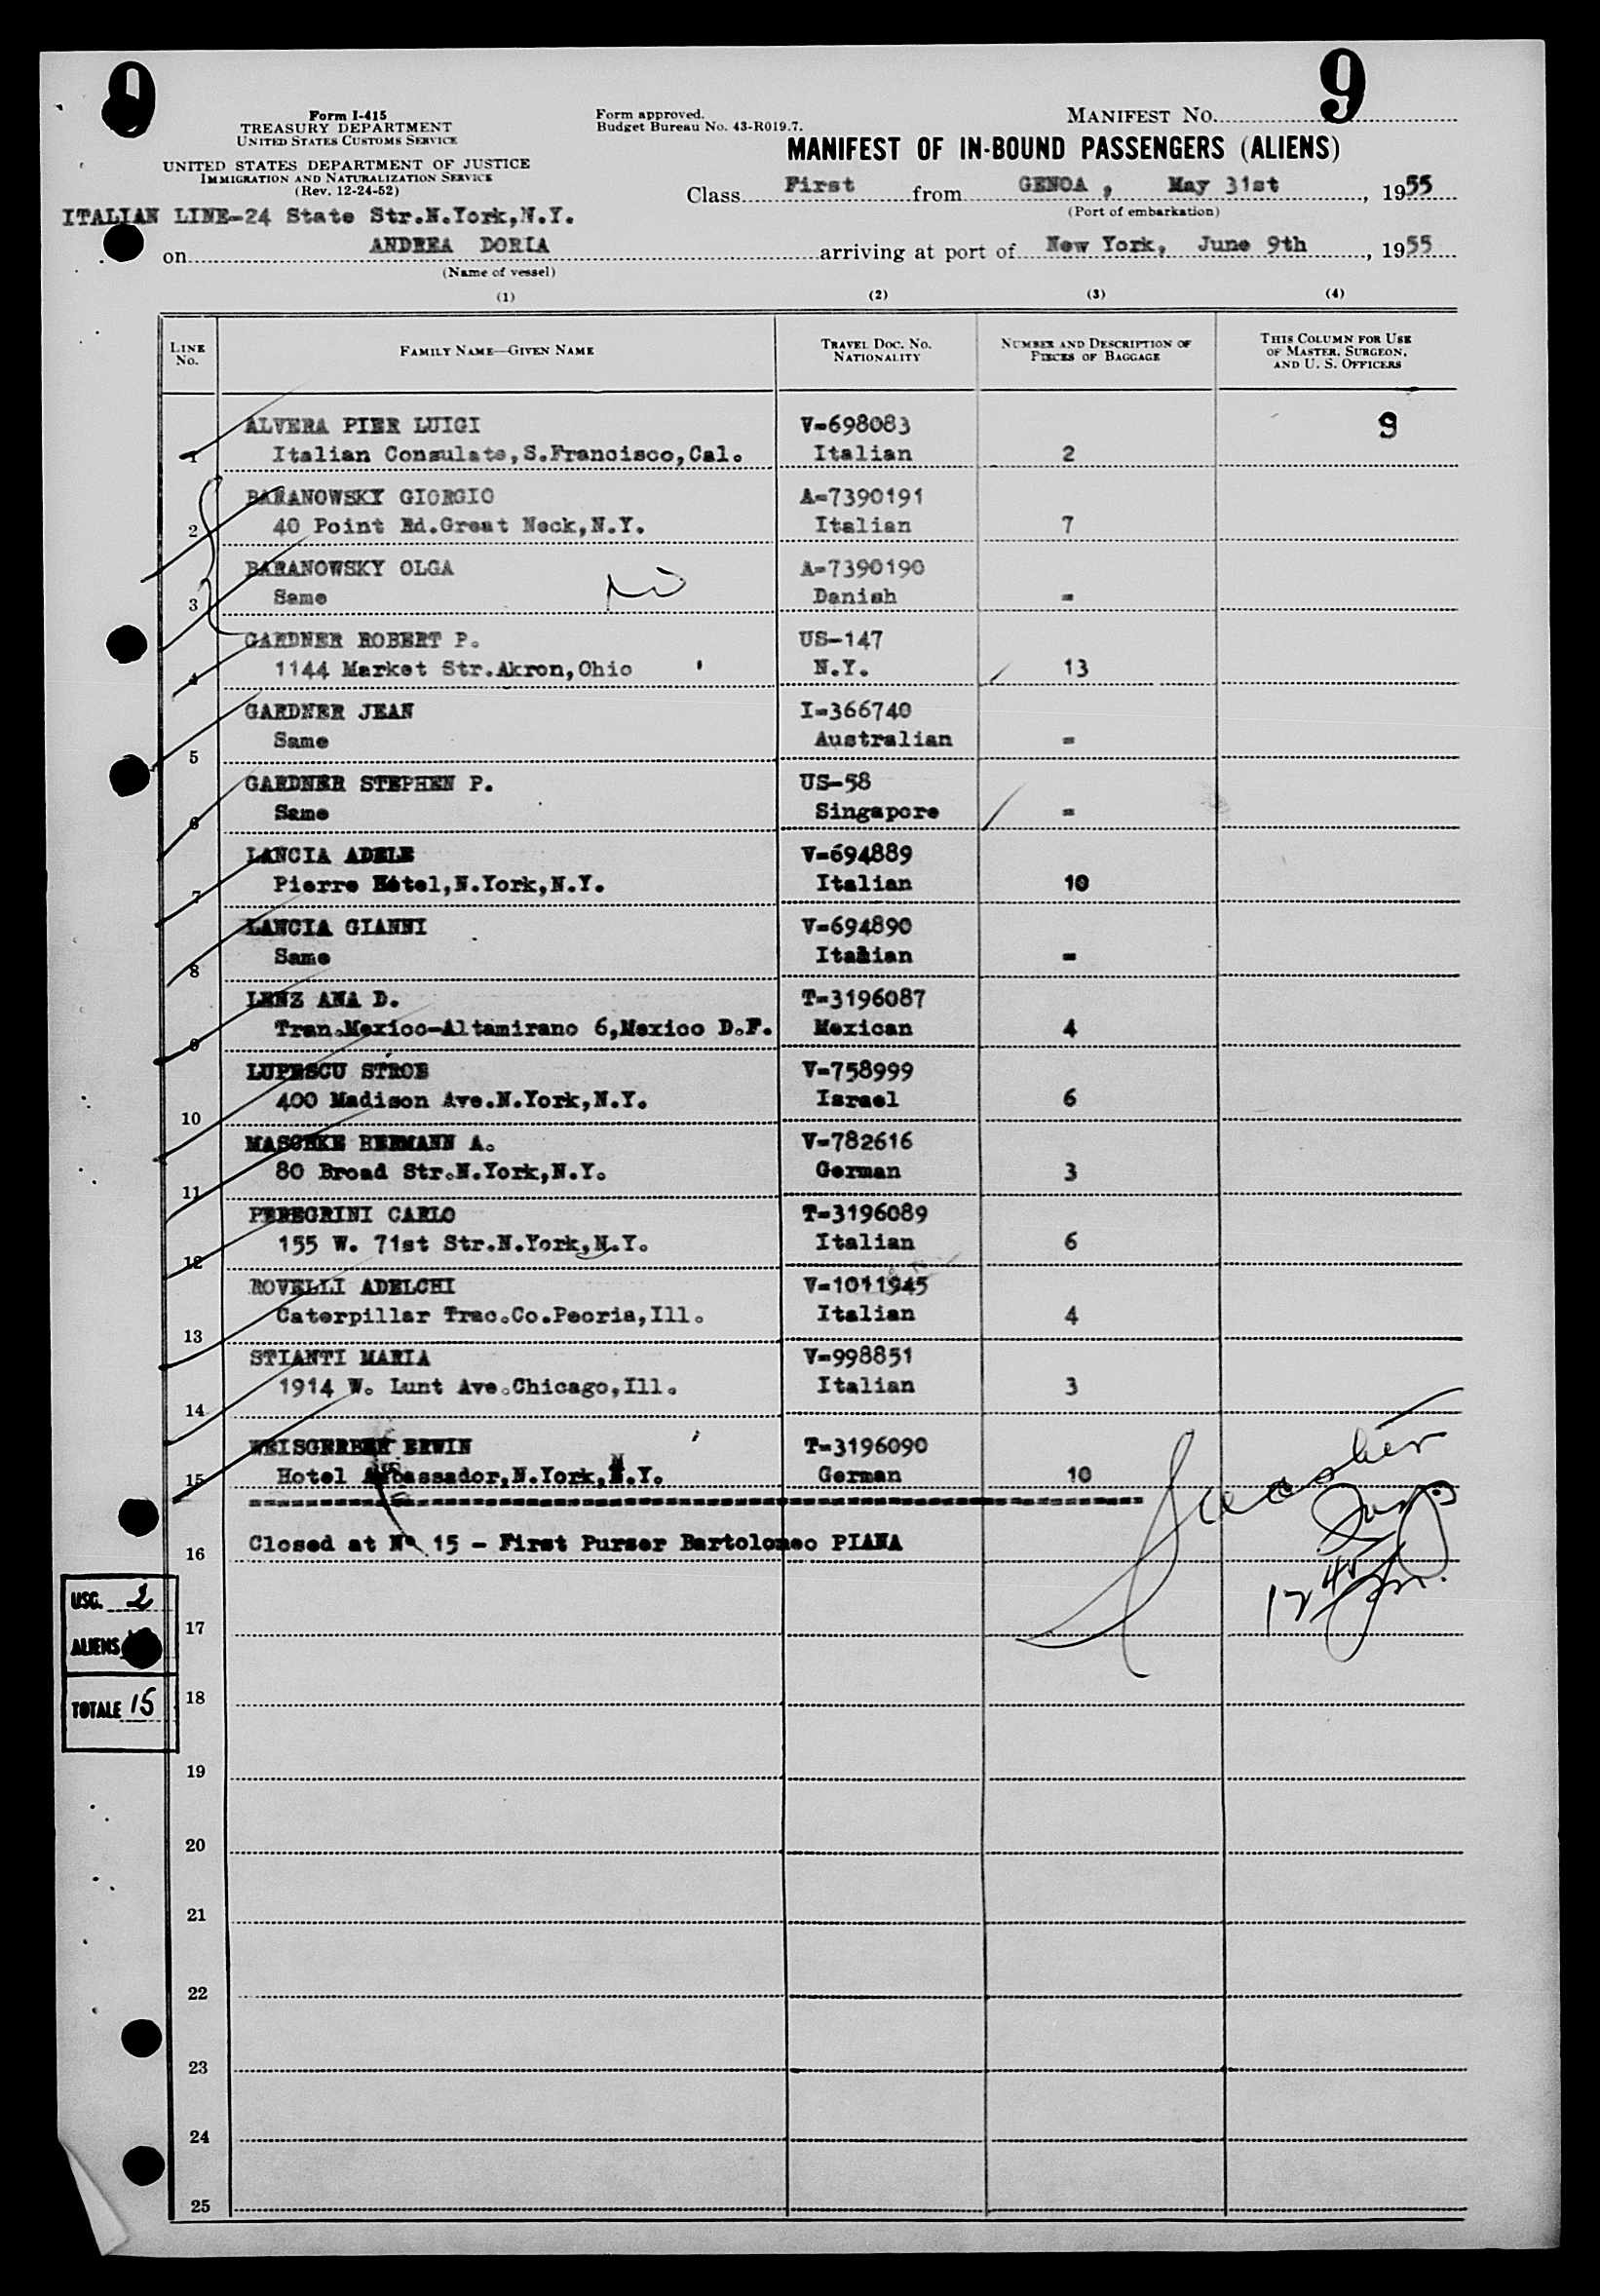 9
9
Form I-415
TREASURY DEPARTMENT
UNITED STATES CUSTOMS SERVICE
UNITED STATES DEPARTMENT OF JUSTICE
IMMIGRATION AND NATURALIZATION SERVICE
(Rev. 12-24-52)
Form approved.
Budget Bureau No. 43-R019.7.
MANIFEST NO.
MANIFEST OF IN-BOUND PASSENGERS (ALIENS)
Class First from GENOA, May 31st, 1955
(Port of embarkation)
ITALIAN LINE-24 State Str.N.York,N.Y.
on ANDREA DORIA arriving at port of New York, June 9th, 1955
(Name of vessel)
(1) (2) (3) (4)
LINE No. FAMILY NAME—GIVEN NAME TRAVEL DOC. NO. NATIONALITY NUMBER AND DESCRIPTION OF PIECES OF BAGGAGE THIS COLUMN FOR USE OF MASTER, SURGEON, AND U. S. OFFICERS
ALVERA PIER LUIGI V-698083 9
1 Italian Consulate,S.Francisco,Cal. Italian 2
BARANOWSKY GIORGIO A-7390191
2 40 Point Rd.Great Neck,N.Y. Italian 7
BARANOWSKY OLGA A-7390190
3 Same Danish =
GARDNER ROBERT P. US-147
4 1144 Market Str.Akron,Ohio N.Y. 13
GARDNER JEAN I-366740
5 Same Australian =
GARDNER STEPHEN P. US-58
6 Same Singapore =
LANCIA ADELE V-694889
7 Pierre Hotel,N.York,N.Y. Italian 10
LANCIA GIANNI V-694890
8 Same Italian =
LENZ ANA D. T-3196087
9 Tran.Mexico-Altamirano 6,Mexico D.F. Mexican 4
LUPESCU STROE V-758999
10 400 Madison Ave.N.York,N.Y. Israel 6
MASCHKE HERMANN A. V-782616
11 80 Broad Str.N.York,N.Y. German 3
PEREGRINI CARLO T-3196089
12 155 W. 71st Str.N.York,N.Y. Italian 6
ROVELLI ADELCHI V-1011945
13 Caterpillar Trac.Co.Peoria,Ill. Italian 4
STIANTI MARIA V-998851
14 1914 W. Lunt Ave.Chicago,Ill. Italian 3
WEISGERBER ERWIN T-3196090
15 Hotel Ambassador,N.York,N.Y. German 10
16 Closed at Nº 15 - First Purser Bartolomeo PIANA
USC. 2
ALIENS
TOTALE 15
17
18
19
20
21
22
23
24
25